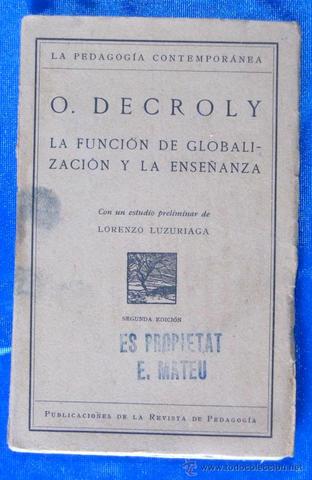 LA PEDAGOGÍA CONTEMPORÁNEA
O. DECROLY
LA FUNCIÓN DE GLOBALI-
ZACIÓN Y LA ENSEÑANZA
Con un estudio preliminar de
LORENZO LUZURIAGA
SEGUNDA EDICIÓN
ES PROPIETAT
E. MATEU
PUBLICACIONES DE LA REVISTA DE PEDAGOGÍA
todocoleccion.net